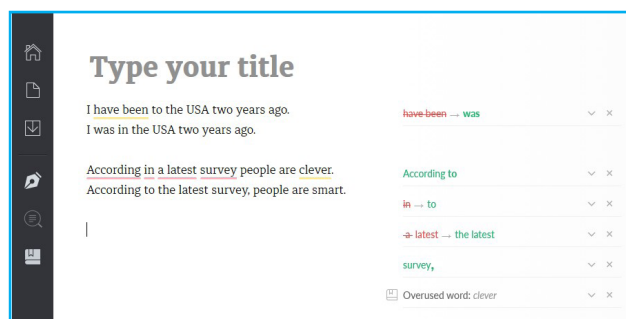 Type your title
I have been to the USA two years ago.
have been → was
I was in the USA two years ago.
According in a latest survey people are clever.
According to
According to the latest survey, people are smart.
in → to
a latest → the latest
survey,
Overused word: clever